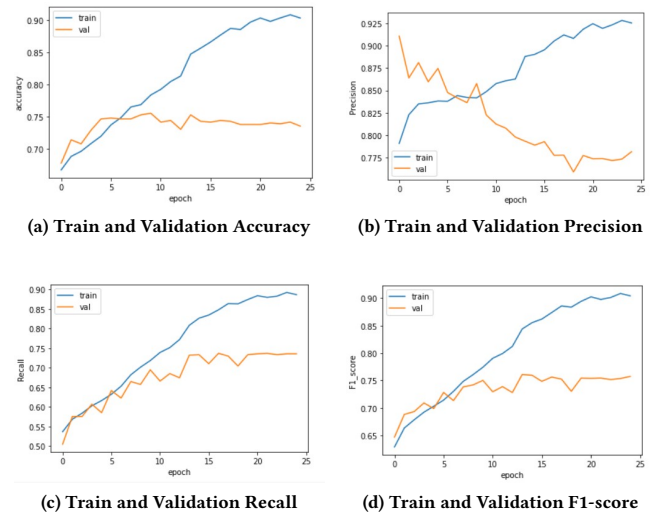 train
val
accuracy
0.90
0.85
0.80
0.75
0.70
0 5 10 15 20 25
epoch
(a) Train and Validation Accuracy
train
val
Precision
0.925
0.900
0.875
0.850
0.825
0.800
0.775
0 5 10 15 20 25
epoch
(b) Train and Validation Precision
train
val
Recall
0.90
0.85
0.80
0.75
0.70
0.65
0.60
0.55
0.50
0 5 10 15 20 25
epoch
(c) Train and Validation Recall
train
val
F1_score
0.90
0.85
0.80
0.75
0.70
0.65
0 5 10 15 20 25
epoch
(d) Train and Validation F1-score